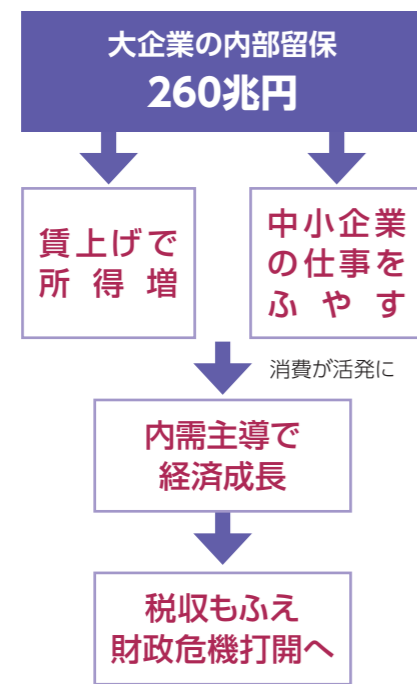 大企業の内部留保
260兆円
賃上げで
所得増
中小企業
の仕事を
ふやす
消費が活発に
内需主導で
経済成長
税収もふえ
財政危機打開へ